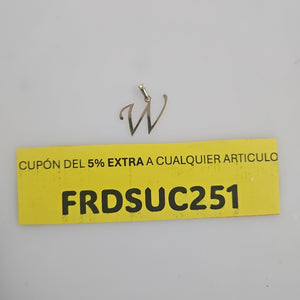 W
CUPÓN DEL 5% EXTRA A CUALQUIER ARTICULO
FRDSUC251